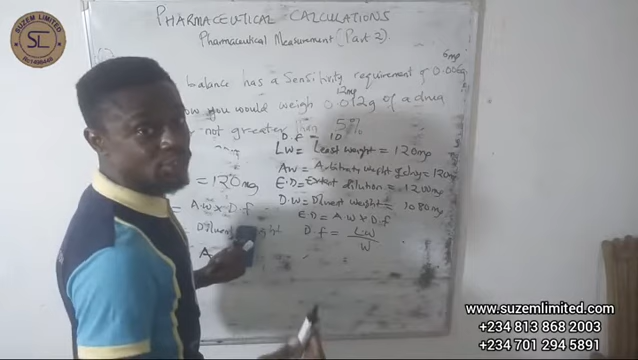 SUZEM LIMITED
SLC
PHARMACEUTICAL CALCULATIONS
Pharmaceutical Measurement (Part 2)
6mg
balance has a Sensitivity requirement of 0.006g
12mg
how you would weigh 0.012g of a drug
not greater than 5%
D.f = 10
LW = Least weight = 120mg
AW = Arbitrary weight of drug = 120mg
= 120mg
E.D = Exact dilution = 1200mg
D.W = Diluent weight = 1080mg
= A.W X D.f
E.D = A.W X D.f
D.f = LW
W
www.suzemlimited.com
+234 813 868 2003
+234 701 294 5891